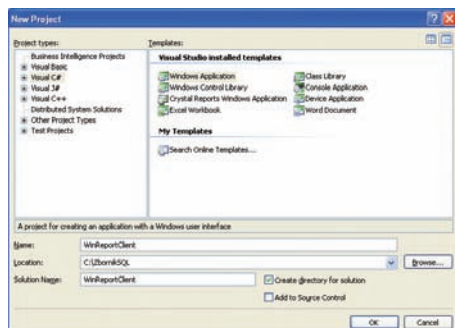 New Project
Project types:
Templates:
Business Intelligence Projects
Visual Basic
Visual C#
Visual J#
Visual C++
Distributed System Solutions
Other Project Types
Test Projects
Visual Studio installed templates
Windows Application
Class Library
Windows Control Library
Console Application
Crystal Reports Windows Application
Device Application
Excel Workbook
Word Document
My Templates
Search Online Templates...
A project for creating an application with a Windows user interface
Name:
WinReportClient
Location:
C:\ZbornikSQL
Browse...
Solution Name:
WinReportClient
Create directory for solution
Add to Source Control
OK
Cancel